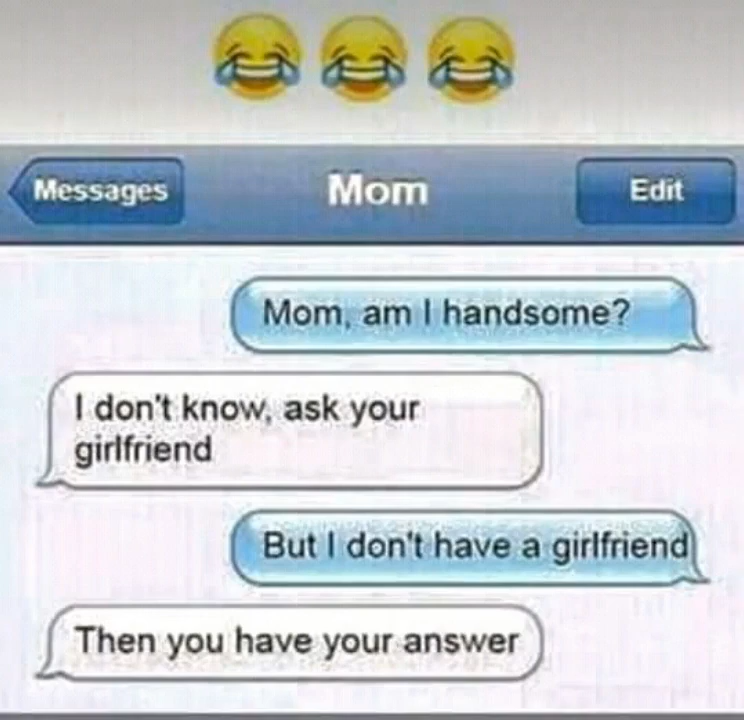 Messages
Mom
Edit
Mom, am I handsome?
I don't know, ask your
girlfriend
But I don't have a girlfriend
Then you have your answer